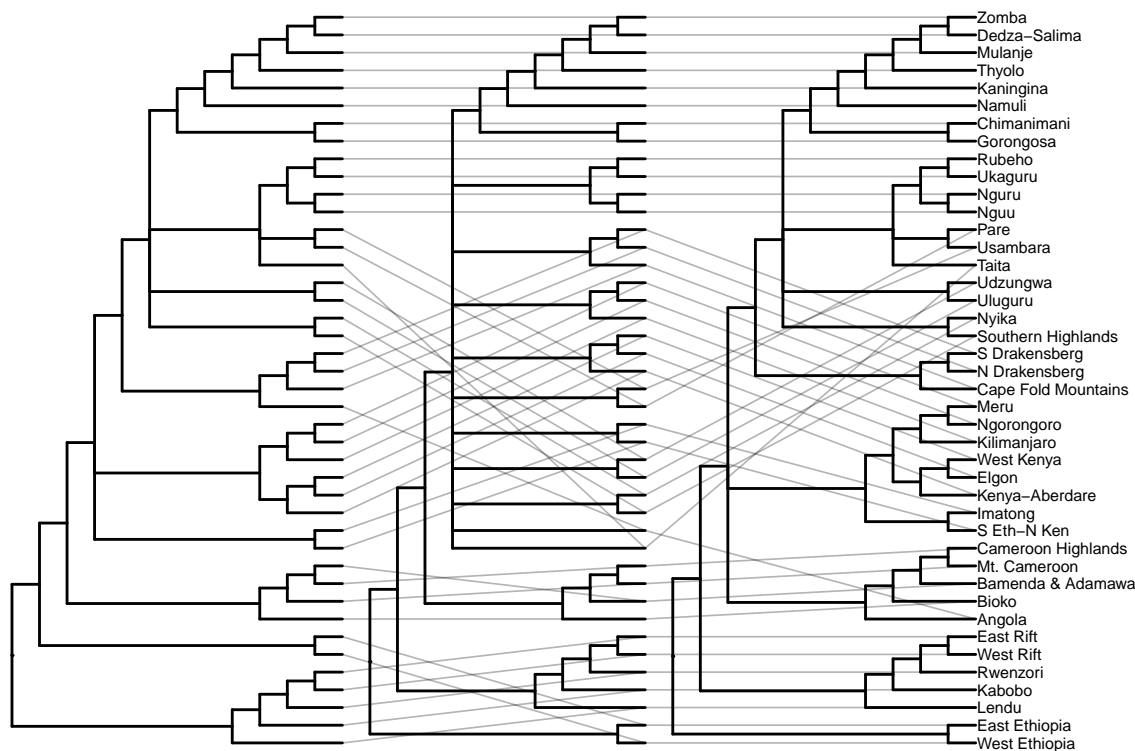 Zomba
Dedza−Salima
Mulanje
Thyolo
Kaningina
Namuli
Chimanimani
Gorongosa
Rubeho
Ukaguru
Nguru
Nguu
Pare
Usambara
Taita
Udzungwa
Uluguru
Nyika
Southern Highlands
S Drakensberg
N Drakensberg
Cape Fold Mountains
Meru
Ngorongoro
Kilimanjaro
West Kenya
Elgon
Kenya−Aberdare
Imatong
S Eth−N Ken
Cameroon Highlands
Mt. Cameroon
Bamenda & Adamawa
Bioko
Angola
East Rift
West Rift
Rwenzori
Kabobo
Lendu
East Ethiopia
West Ethiopia